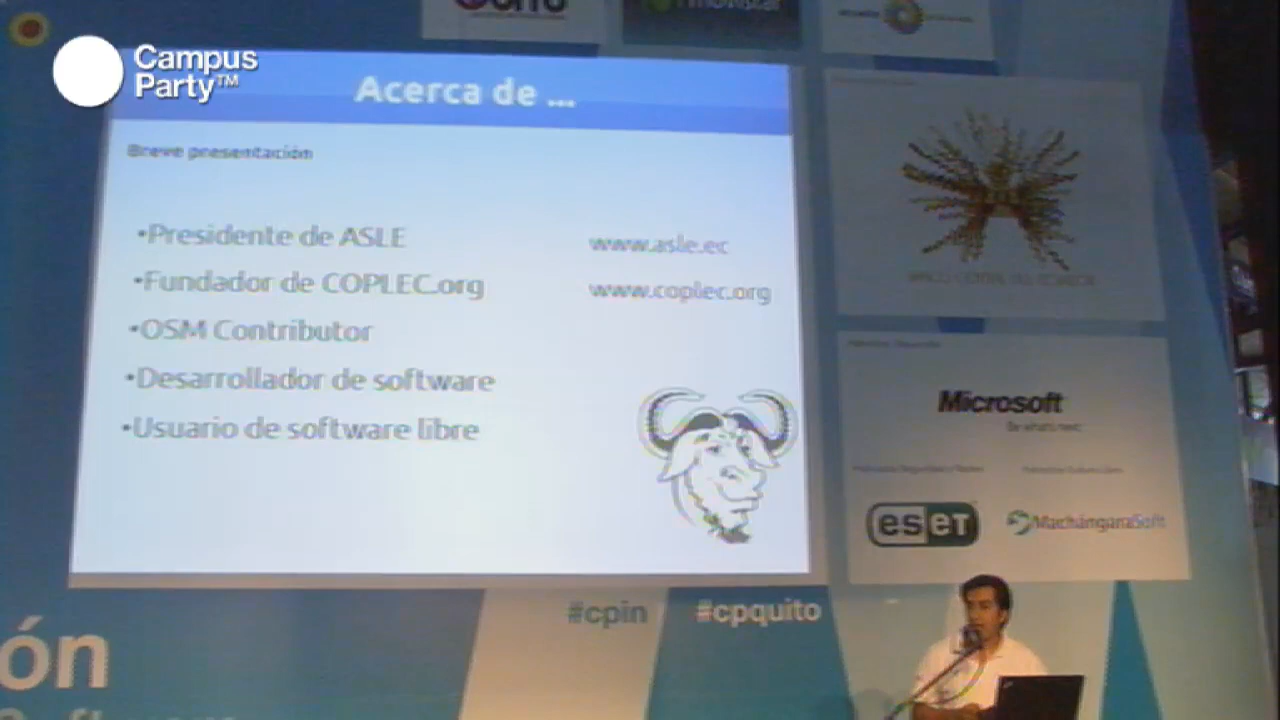 Campus
Party™
movistar
Acerca de ...
Breve presentación
•Presidente de ASLE www.asle.ec
•Fundador de COPLEC.org www.coplec.org
•OSM Contributor
•Desarrollador de software
•Usuario de software libre
Microsoft
eseT
MachángaraSoft
#cpin #cpquito
ón